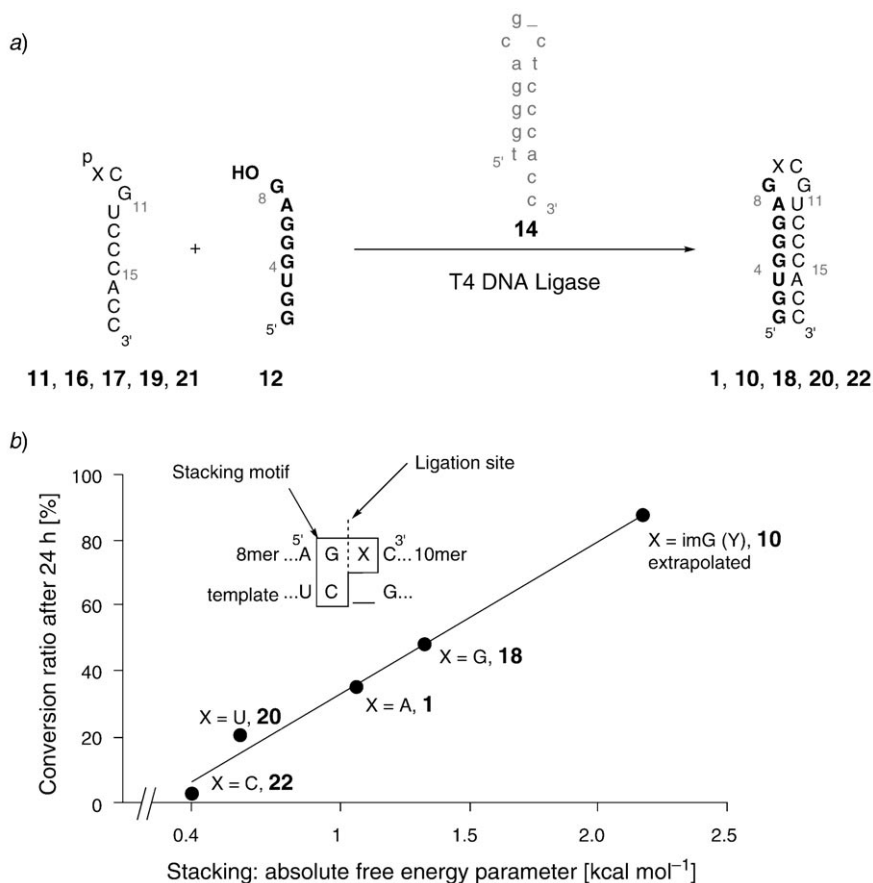 a)
g _
c c
a t
g c
g c
g c
g a
5' t c
c 3'
14
p
X C
G
U 11
C
C
C 15
A
C
C
3'
+
HO
G
8 A
G
G
4 G
U
G
5' G
T4 DNA Ligase
X C
G G
8 A U 11
G C
G C
4 G C 15
U A
G C
G C
5' 3'
11, 16, 17, 19, 21
12
1, 10, 18, 20, 22
b)
Conversion ratio after 24 h [%]
100
80
60
40
20
0
Stacking motif
Ligation site
5' 3'
8mer ...A G X C... 10mer
template ...U C __ G...
X = imG (Y), 10
extrapolated
X = G, 18
X = A, 1
X = U, 20
X = C, 22
0.4 1 1.5 2.0 2.5
Stacking: absolute free energy parameter [kcal mol−1]